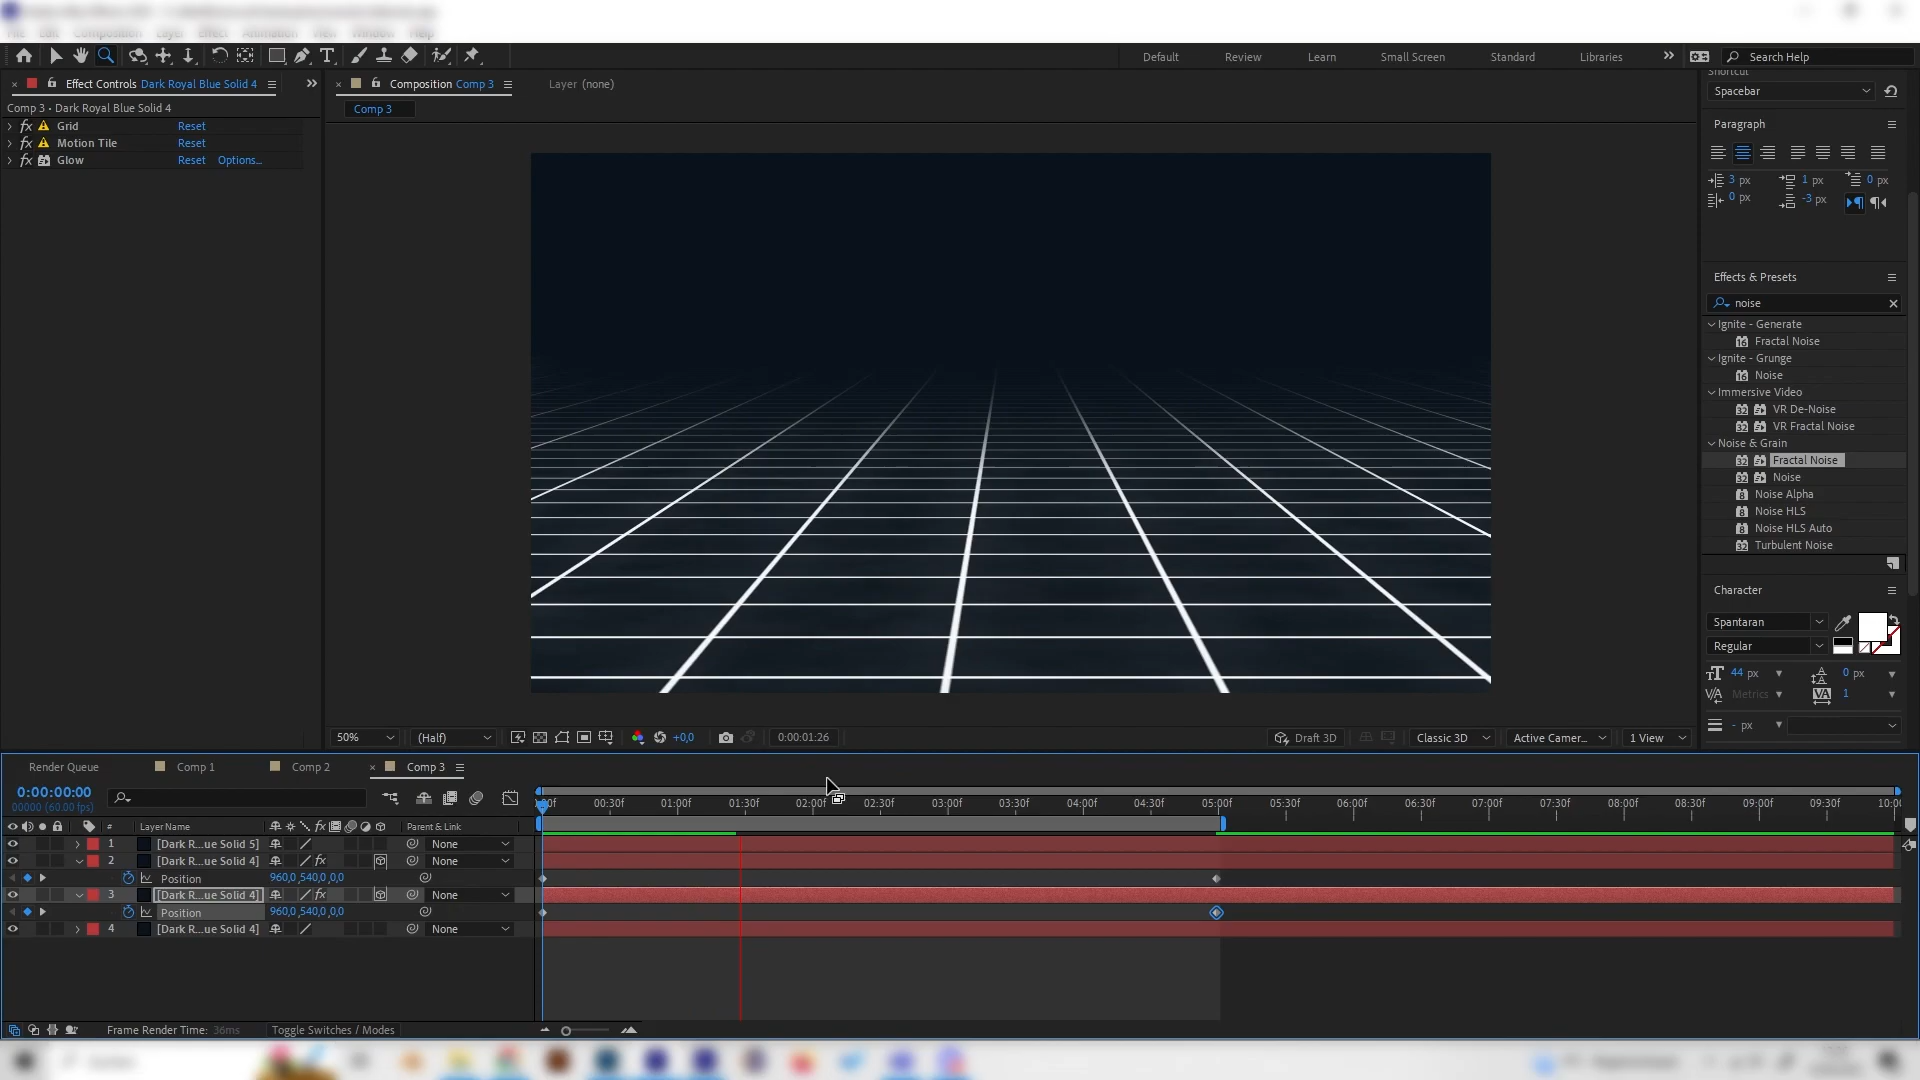 Default
Review
Learn
Small Screen
Standard
Libraries
Search Help
Effect Controls Dark Royal Blue Solid 4
Composition Comp 3
Layer (none)
Shortcut
Spacebar
Comp 3 • Dark Royal Blue Solid 4
Comp 3
fx Grid Reset
fx Motion Tile Reset
fx Glow Reset Options...
Paragraph
3 px
1 px
0 px
0 px
-3 px
Effects & Presets
noise
Ignite - Generate
Fractal Noise
Ignite - Grunge
Noise
Immersive Video
VR De-Noise
VR Fractal Noise
Noise & Grain
Fractal Noise
Noise
Noise Alpha
Noise HLS
Noise HLS Auto
Turbulent Noise
Character
Spantaran
Regular
44 px
0 px
Metrics
1
- px
50%
(Half)
+0,0
0:00:01:26
Draft 3D
Classic 3D
Active Camer...
1 View
Render Queue
Comp 1
Comp 2
Comp 3
0:00:00:00
00000 (60.00 fps)
00:30f 01:00f 01:30f 02:00f 02:30f 03:00f 03:30f 04:00f 04:30f 05:00f 05:30f 06:00f 06:30f 07:00f 07:30f 08:00f 08:30f 09:00f 09:30f 10:0
# Layer Name Parent & Link
1 [Dark R...ue Solid 5] None
2 [Dark R...ue Solid 4] fx None
Position 960,0,540,0,0,0
3 [Dark R...ue Solid 4] fx None
Position 960,0,540,0,0,0
4 [Dark R...ue Solid 4] None
Frame Render Time: 36ms
Toggle Switches / Modes